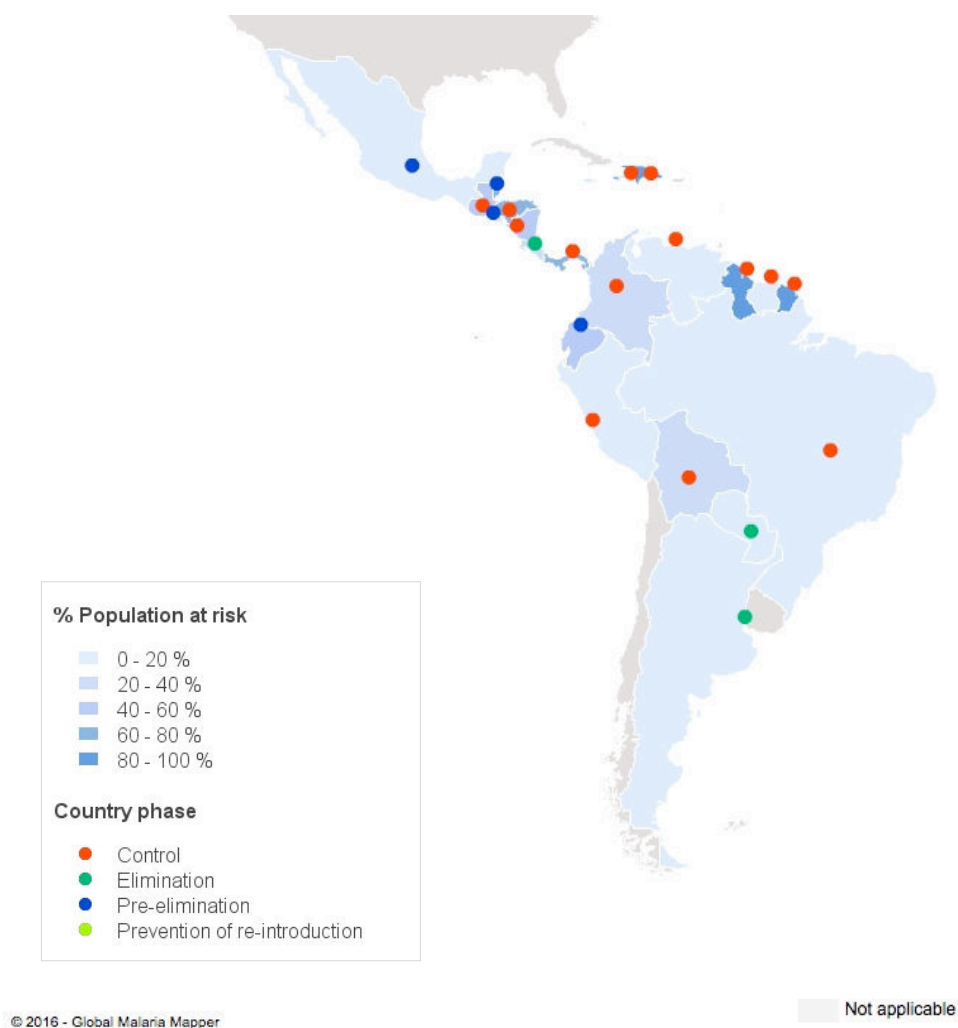 % Population at risk
0 - 20 %
20 - 40 %
40 - 60 %
60 - 80 %
80 - 100 %
Country phase
Control
Elimination
Pre-elimination
Prevention of re-introduction
Not applicable
© 2016 - Global Malaria Mapper